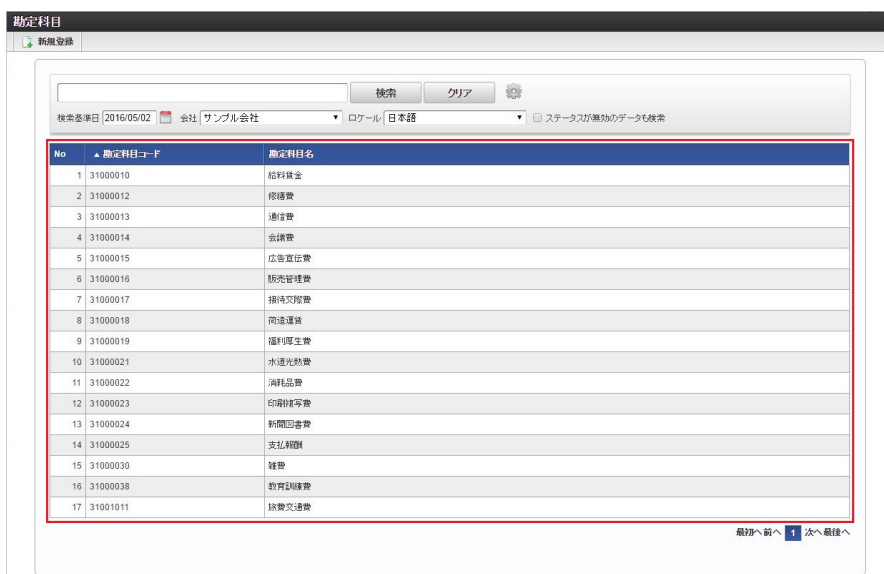 勘定科目
新規登録
検索 クリア
検索基準日 2016/05/02 会社 サンプル会社 ロケール 日本語 ステータスが無効のデータも検索
No ▲ 勘定科目コード 勘定科目名
1 31000010 給料賃金
2 31000012 修繕費
3 31000013 通信費
4 31000014 会議費
5 31000015 広告宣伝費
6 31000016 販売管理費
7 31000017 接待交際費
8 31000018 荷造運賃
9 31000019 福利厚生費
10 31000021 水道光熱費
11 31000022 消耗品費
12 31000023 印刷複写費
13 31000024 新聞図書費
14 31000025 支払報酬
15 31000030 雑費
16 31000038 教育訓練費
17 31001011 旅費交通費
最初へ 前へ 1 次へ 最後へ